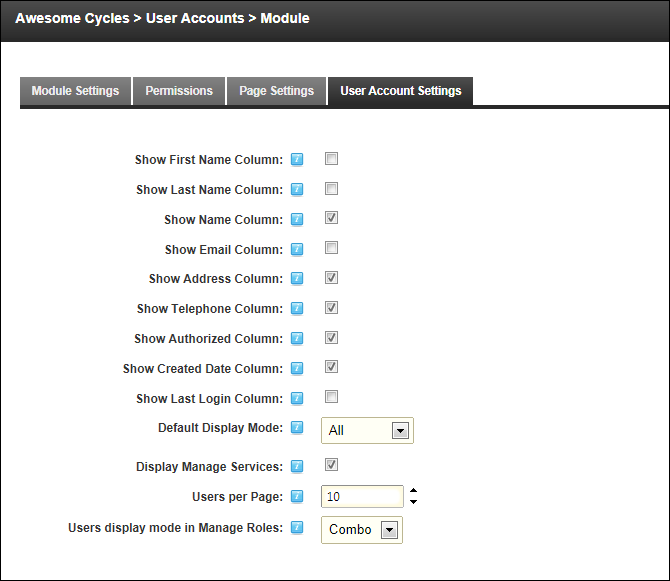 Awesome Cycles > User Accounts > Module
Module Settings Permissions Page Settings User Account Settings
Show First Name Column:
Show Last Name Column:
Show Name Column:
Show Email Column:
Show Address Column:
Show Telephone Column:
Show Authorized Column:
Show Created Date Column:
Show Last Login Column:
Default Display Mode: All
Display Manage Services:
Users per Page: 10
Users display mode in Manage Roles: Combo